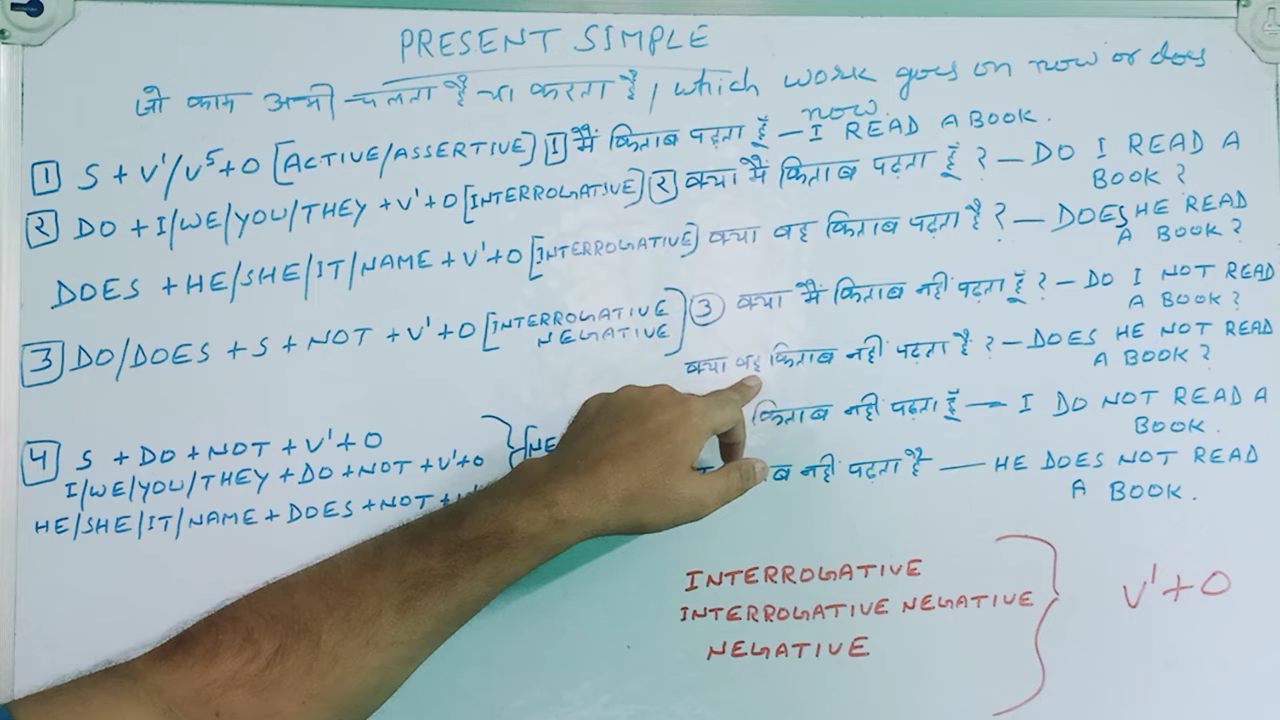 PRESENT SIMPLE
जो काम अभी चलता है या करता है, which work goes on now or does now.
1 S + V¹/V⁵ + O [ACTIVE/ASSERTIVE] 1 मैं किताब पढ़ता हूँ — I READ A BOOK.
2 DO + I/WE/YOU/THEY + V¹ + O [INTERROGATIVE] 2 क्या मैं किताब पढ़ता हूँ ? — DO I READ A BOOK ?
DOES + HE/SHE/IT/NAME + V¹ + O [INTERROGATIVE] क्या वह किताब पढ़ता है ? — DOES HE READ A BOOK ?
3 DO/DOES + S + NOT + V¹ + O [INTERROGATIVE NEGATIVE] 3 क्या मैं किताब नहीं पढ़ता हूँ ? — DO I NOT READ A BOOK ?
क्या वह किताब नहीं पढ़ता है ? — DOES HE NOT READ A BOOK ?
4 S + DO + NOT + V¹ + O
किताब नहीं पढ़ता हूँ — I DO NOT READ A BOOK.
I/WE/YOU/THEY + DO + NOT + V¹ + O
HE/SHE/IT/NAME + DOES + NOT +
नहीं पढ़ता है — HE DOES NOT READ A BOOK.
INTERROGATIVE
INTERROGATIVE NEGATIVE
NEGATIVE
V¹ + O